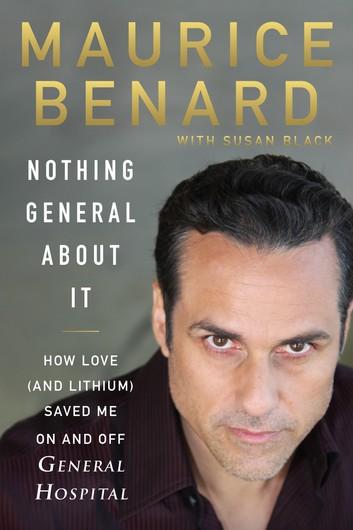 MAURICE
BENARD
WITH SUSAN BLACK
NOTHING
GENERAL
ABOUT
IT
HOW LOVE
(AND LITHIUM)
SAVED ME
ON AND OFF
GENERAL
HOSPITAL